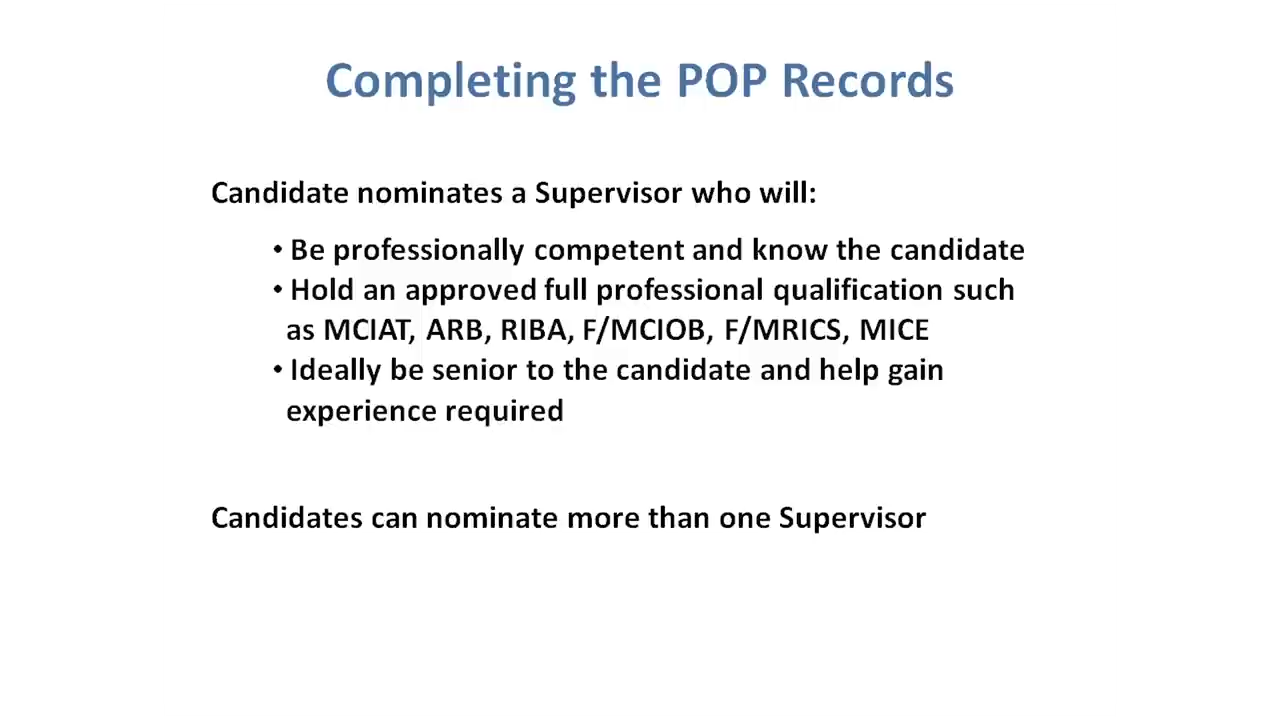 Completing the POP Records
Candidate nominates a Supervisor who will:
• Be professionally competent and know the candidate
• Hold an approved full professional qualification such
as MCIAT, ARB, RIBA, F/MCIOB, F/MRICS, MICE
• Ideally be senior to the candidate and help gain
experience required
Candidates can nominate more than one Supervisor